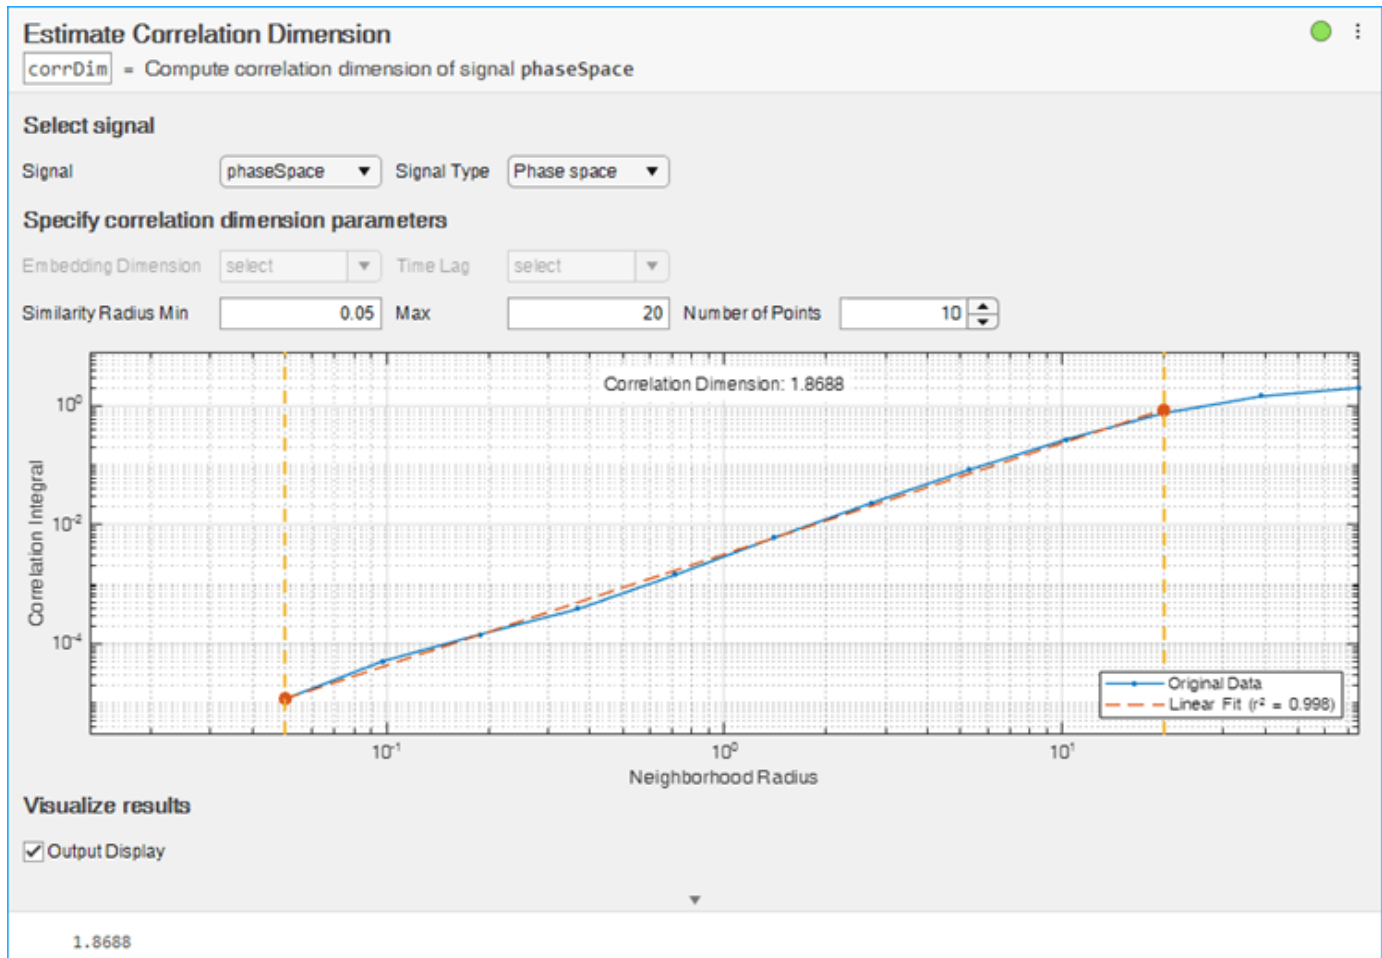 Estimate Correlation Dimension
corrDim = Compute correlation dimension of signal phaseSpace
Select signal
Signal phaseSpace Signal Type Phase space
Specify correlation dimension parameters
Embedding Dimension select Time Lag select
Similarity Radius Min 0.05 Max 20 Number of Points 10
Correlation Dimension: 1.8688
10⁰
10⁻²
10⁻⁴
Correlation Integral
Original Data
Linear Fit (r² = 0.998)
10⁻¹ 10⁰ 10¹
Neighborhood Radius
Visualize results
Output Display
1.8688